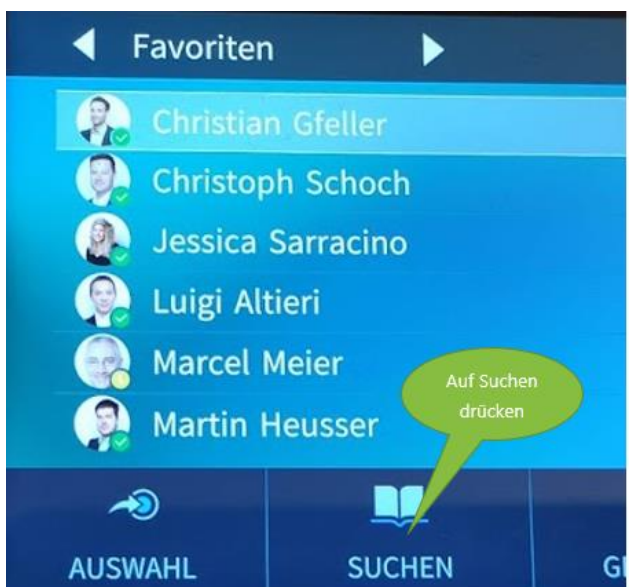 Favoriten
Christian Gfeller
Christoph Schoch
Jessica Sarracino
Luigi Altieri
Marcel Meier
Martin Heusser
Auf Suchen
drücken
AUSWAHL
SUCHEN